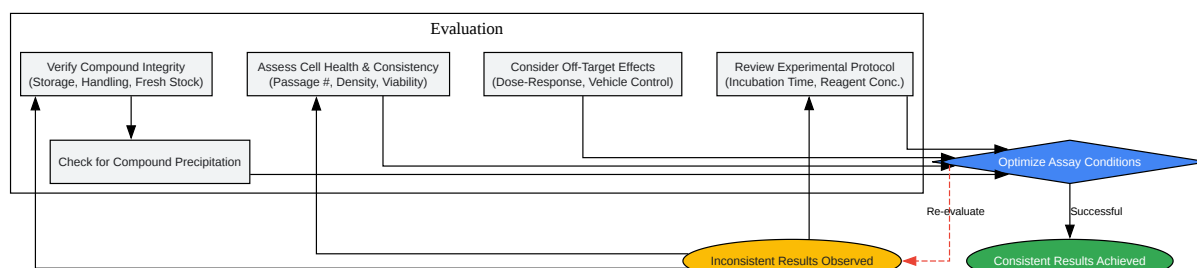 Evaluation
Verify Compound Integrity
(Storage, Handling, Fresh Stock)
Assess Cell Health & Consistency
(Passage #, Density, Viability)
Consider Off-Target Effects
(Dose-Response, Vehicle Control)
Review Experimental Protocol
(Incubation Time, Reagent Conc.)
Check for Compound Precipitation
Optimize Assay Conditions
Re-evaluate
Successful
Inconsistent Results Observed
Consistent Results Achieved